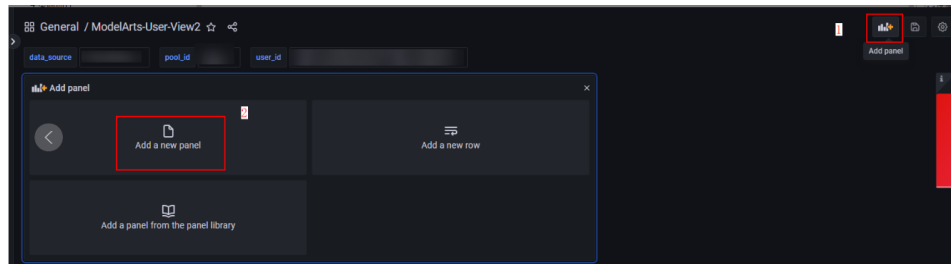 General / ModelArts-User-View2
1
Add panel
data_source
pool_id
user_id
Add panel
2
Add a new panel
Add a new row
Add a panel from the panel library